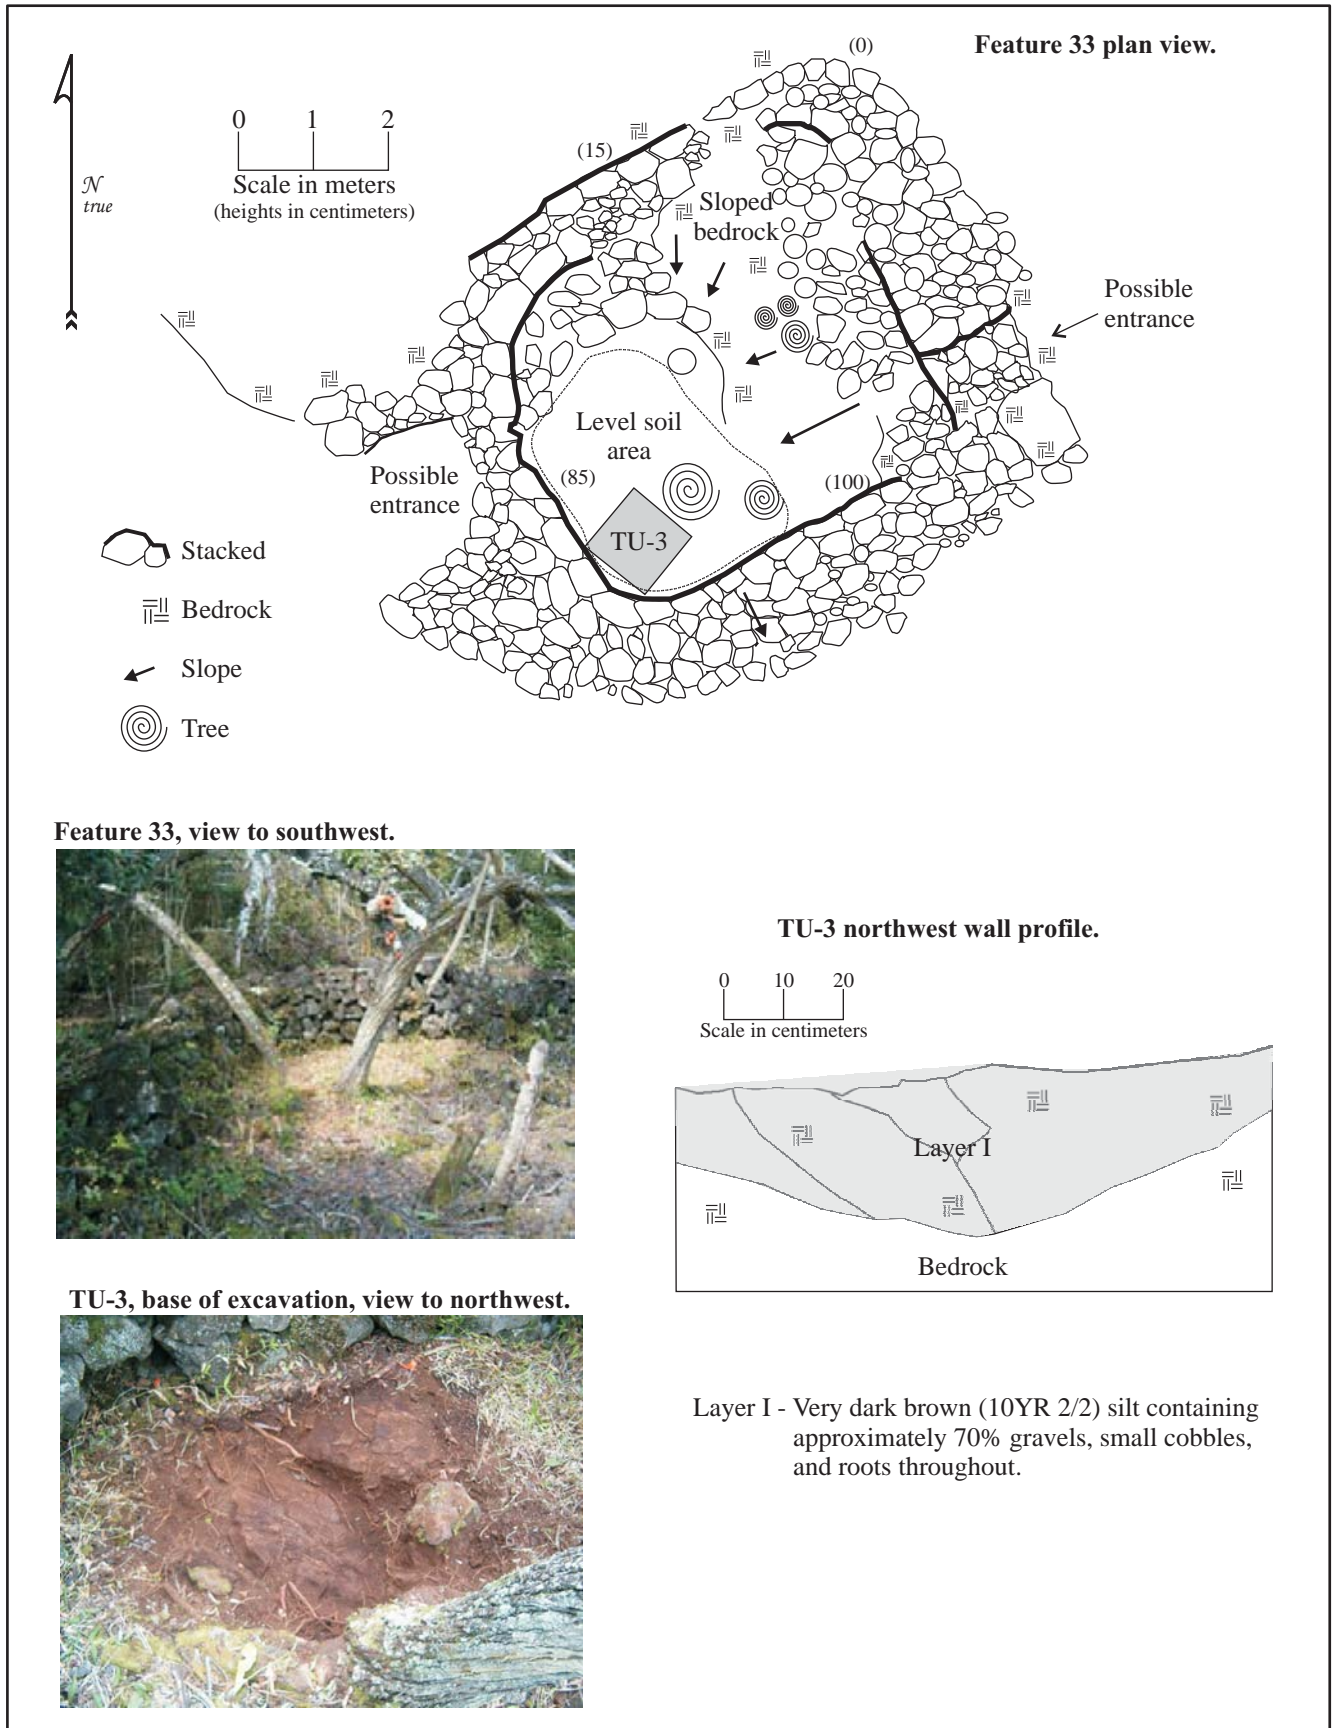 Feature 33 plan view.
(0)
0 1 2
Scale in meters
(heights in centimeters)
N
true
(15)
Sloped
bedrock
Possible
entrance
Level soil
area
(85)
(100)
Possible
entrance
TU-3
Stacked
Bedrock
Slope
Tree
Feature 33, view to southwest.
TU-3, base of excavation, view to northwest.
TU-3 northwest wall profile.
0 10 20
Scale in centimeters
Layer I
Bedrock
Layer I - Very dark brown (10YR 2/2) silt containing
approximately 70% gravels, small cobbles,
and roots throughout.